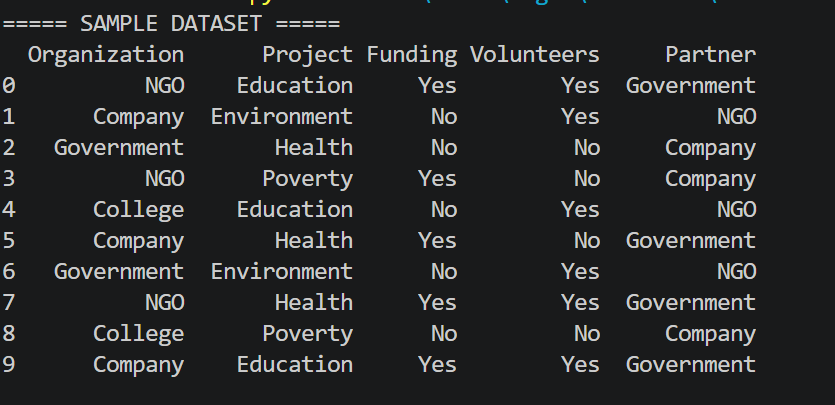 ===== SAMPLE DATASET =====
Organization Project Funding Volunteers Partner
0 NGO Education Yes Yes Government
1 Company Environment No Yes NGO
2 Government Health No No Company
3 NGO Poverty Yes No Company
4 College Education No Yes NGO
5 Company Health Yes No Government
6 Government Environment No Yes NGO
7 NGO Health Yes Yes Government
8 College Poverty No No Company
9 Company Education Yes Yes Government